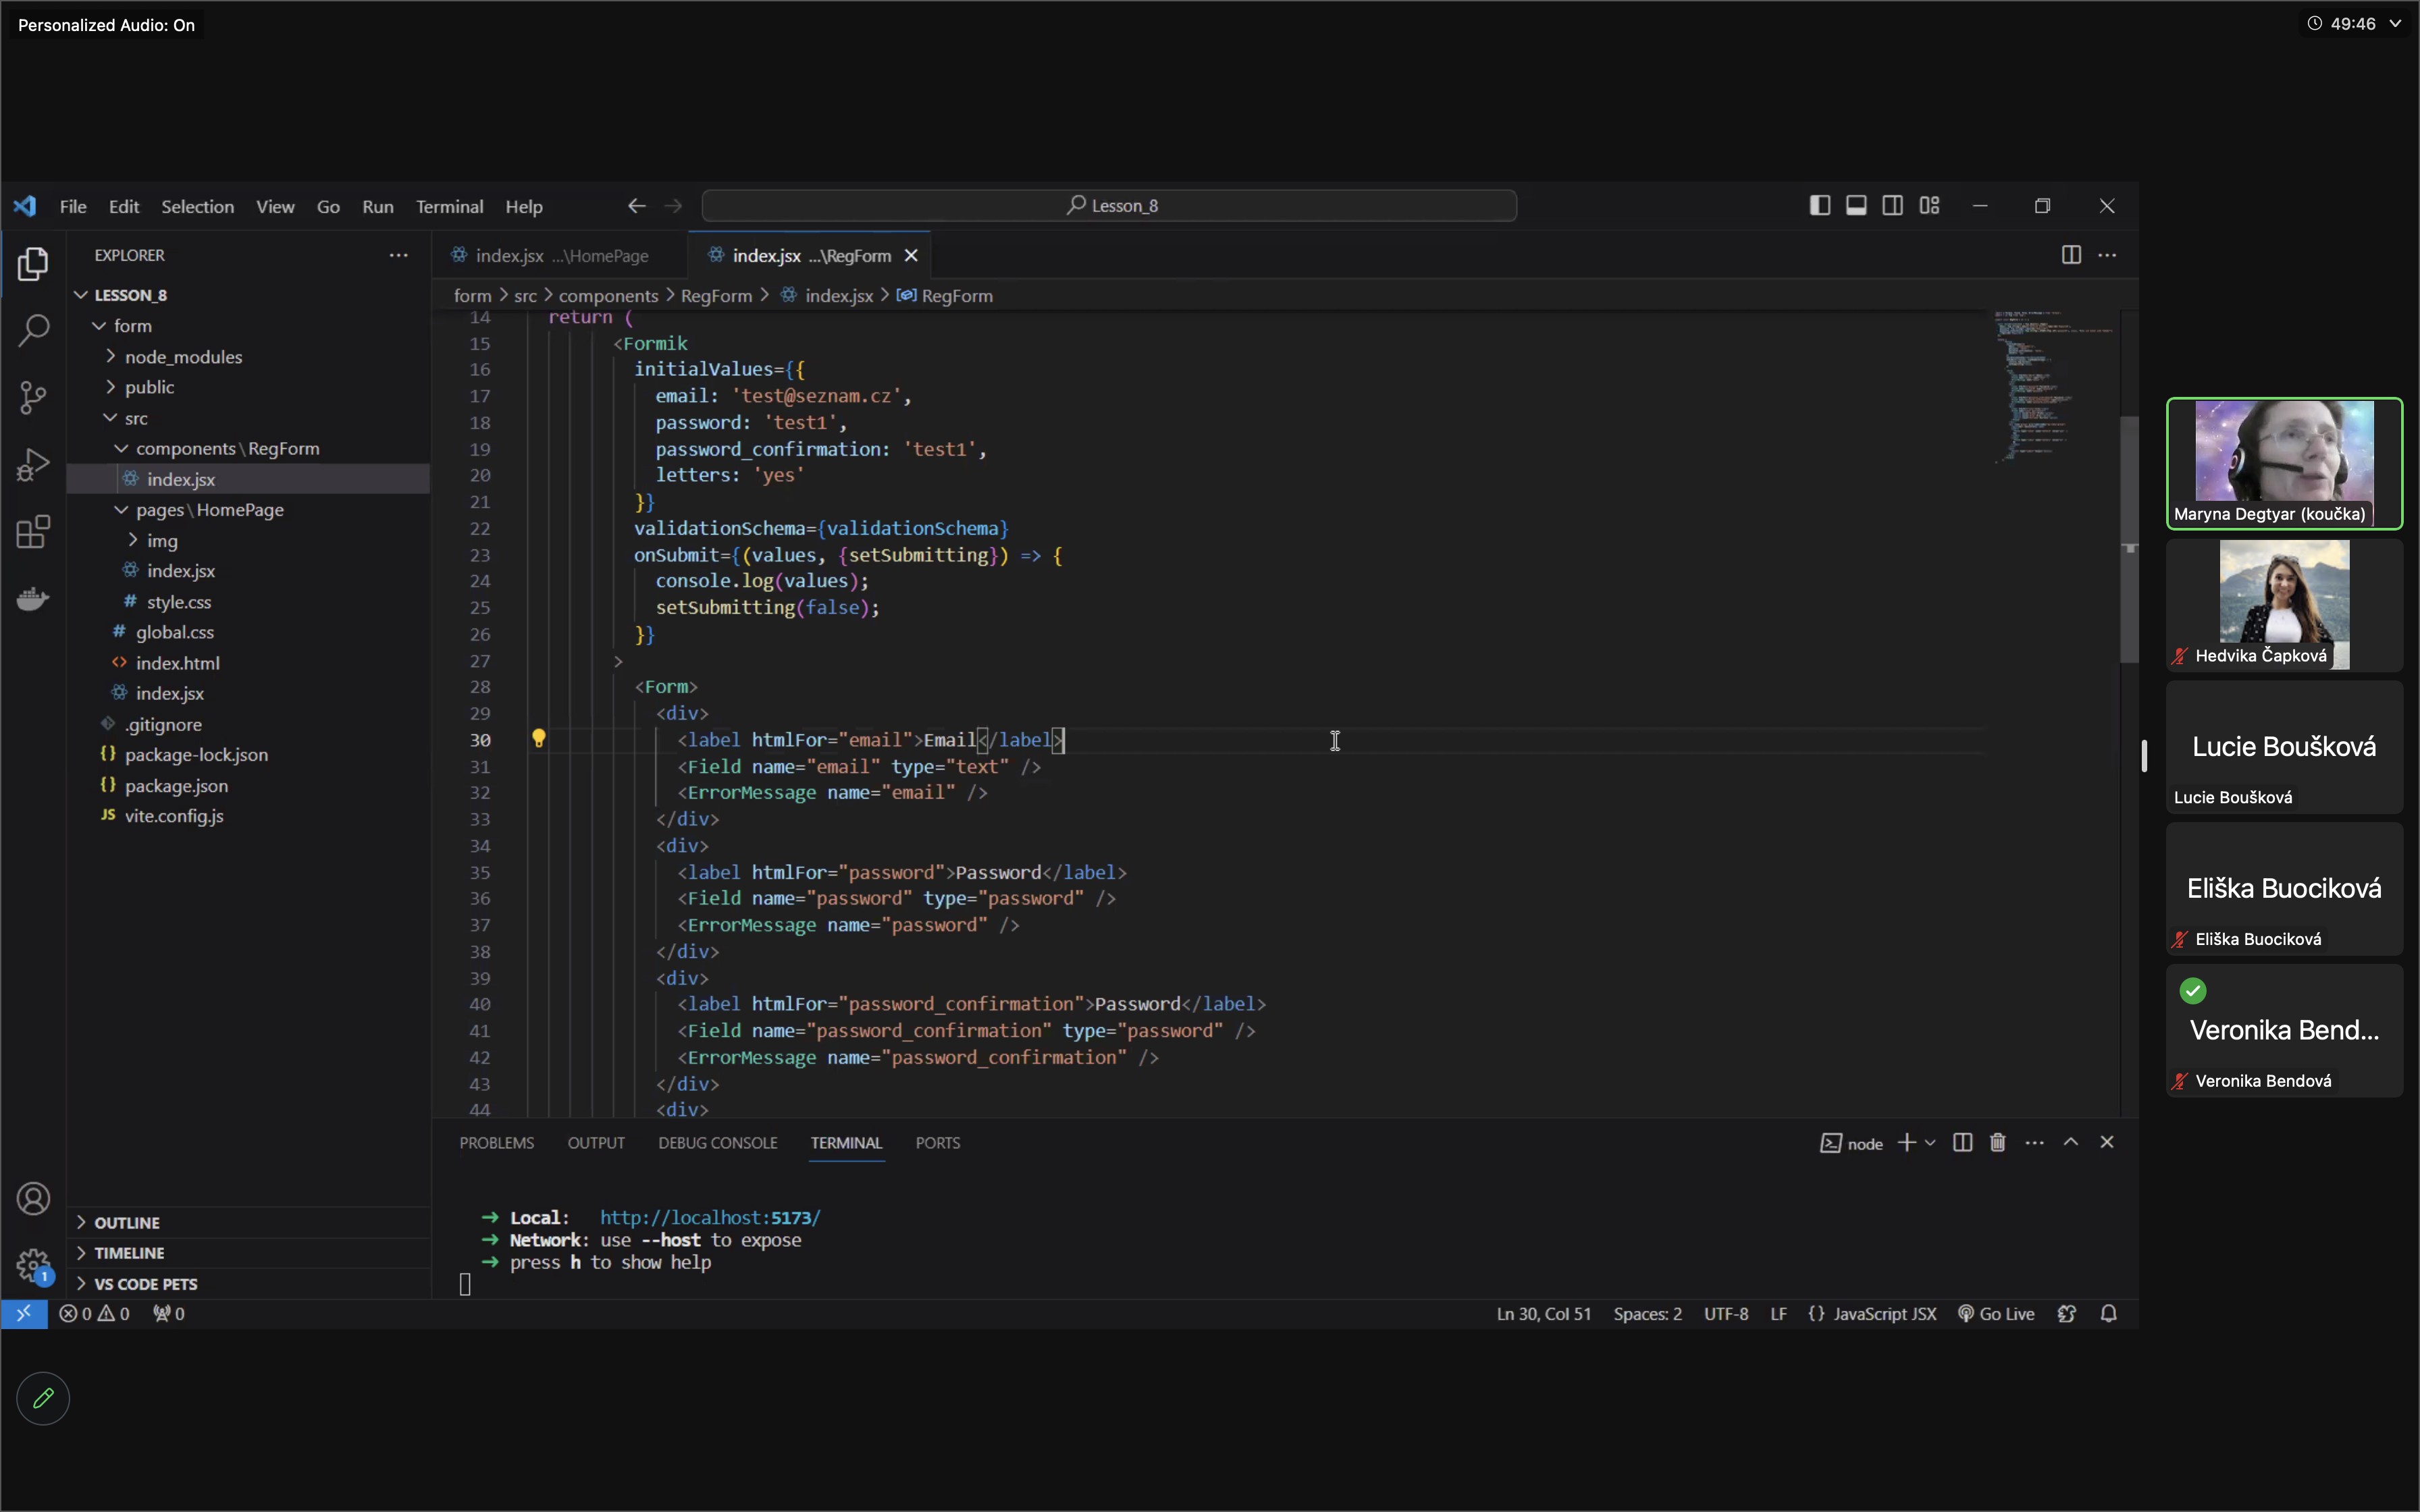 Personalized Audio: On
49:46
File Edit Selection View Go Run Terminal Help
Lesson_8
EXPLORER
LESSON_8
form
node_modules
public
src
components\RegForm
index.jsx
pages\HomePage
img
index.jsx
style.css
global.css
index.html
index.jsx
.gitignore
package-lock.json
package.json
vite.config.js
OUTLINE
TIMELINE
VS CODE PETS
index.jsx ...\HomePage
index.jsx ...\RegForm
form > src > components > RegForm > index.jsx > RegForm
14 return (
15 <Formik
16 initialValues={{
17 email: 'test@seznam.cz',
18 password: 'test1',
19 password_confirmation: 'test1',
20 letters: 'yes'
21 }}
22 validationSchema={validationSchema}
23 onSubmit={(values, {setSubmitting}) => {
24 console.log(values);
25 setSubmitting(false);
26 }}
27 >
28 <Form>
29 <div>
30 <label htmlFor="email">Email</label>
31 <Field name="email" type="text" />
32 <ErrorMessage name="email" />
33 </div>
34 <div>
35 <label htmlFor="password">Password</label>
36 <Field name="password" type="password" />
37 <ErrorMessage name="password" />
38 </div>
39 <div>
40 <label htmlFor="password_confirmation">Password</label>
41 <Field name="password_confirmation" type="password" />
42 <ErrorMessage name="password_confirmation" />
43 </div>
44 <div>
PROBLEMS OUTPUT DEBUG CONSOLE TERMINAL PORTS
node
➜ Local: http://localhost:5173/
➜ Network: use --host to expose
➜ press h to show help
1
0 0 0
Ln 30, Col 51 Spaces: 2 UTF-8 LF {} JavaScript JSX Go Live
Maryna Degtyar (koučka)
Hedvika Čapková
Lucie Boušková
Lucie Boušková
Eliška Buociková
Eliška Buociková
Veronika Bend...
Veronika Bendová